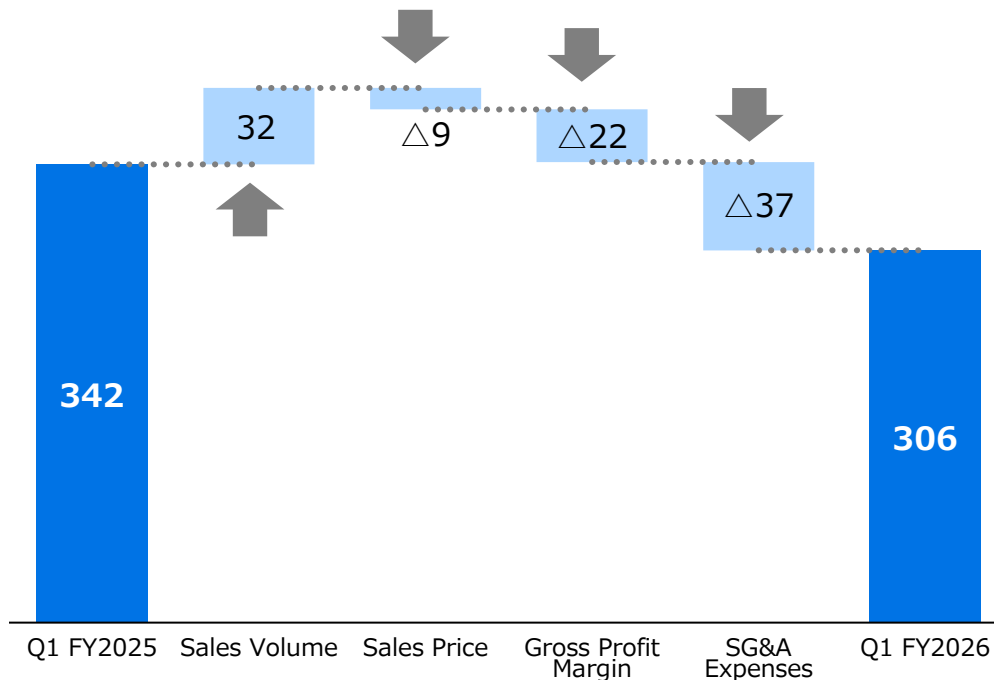 32
△9
△22
△37
342
306
Q1 FY2025
Sales Volume
Sales Price
Gross Profit
Margin
SG&A
Expenses
Q1 FY2026